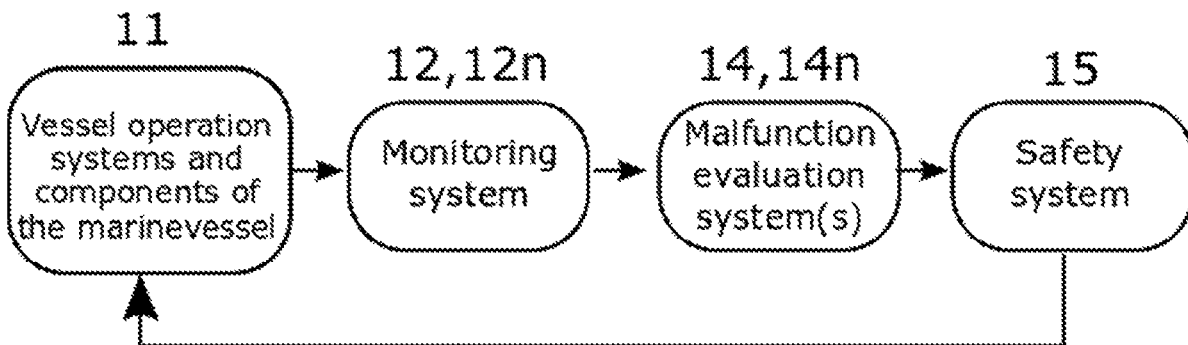 11
Vessel operation
systems and
components of
the marinevessel
12,12n
Monitoring
system
14,14n
Malfunction
evaluation
system(s)
15
Safety
system